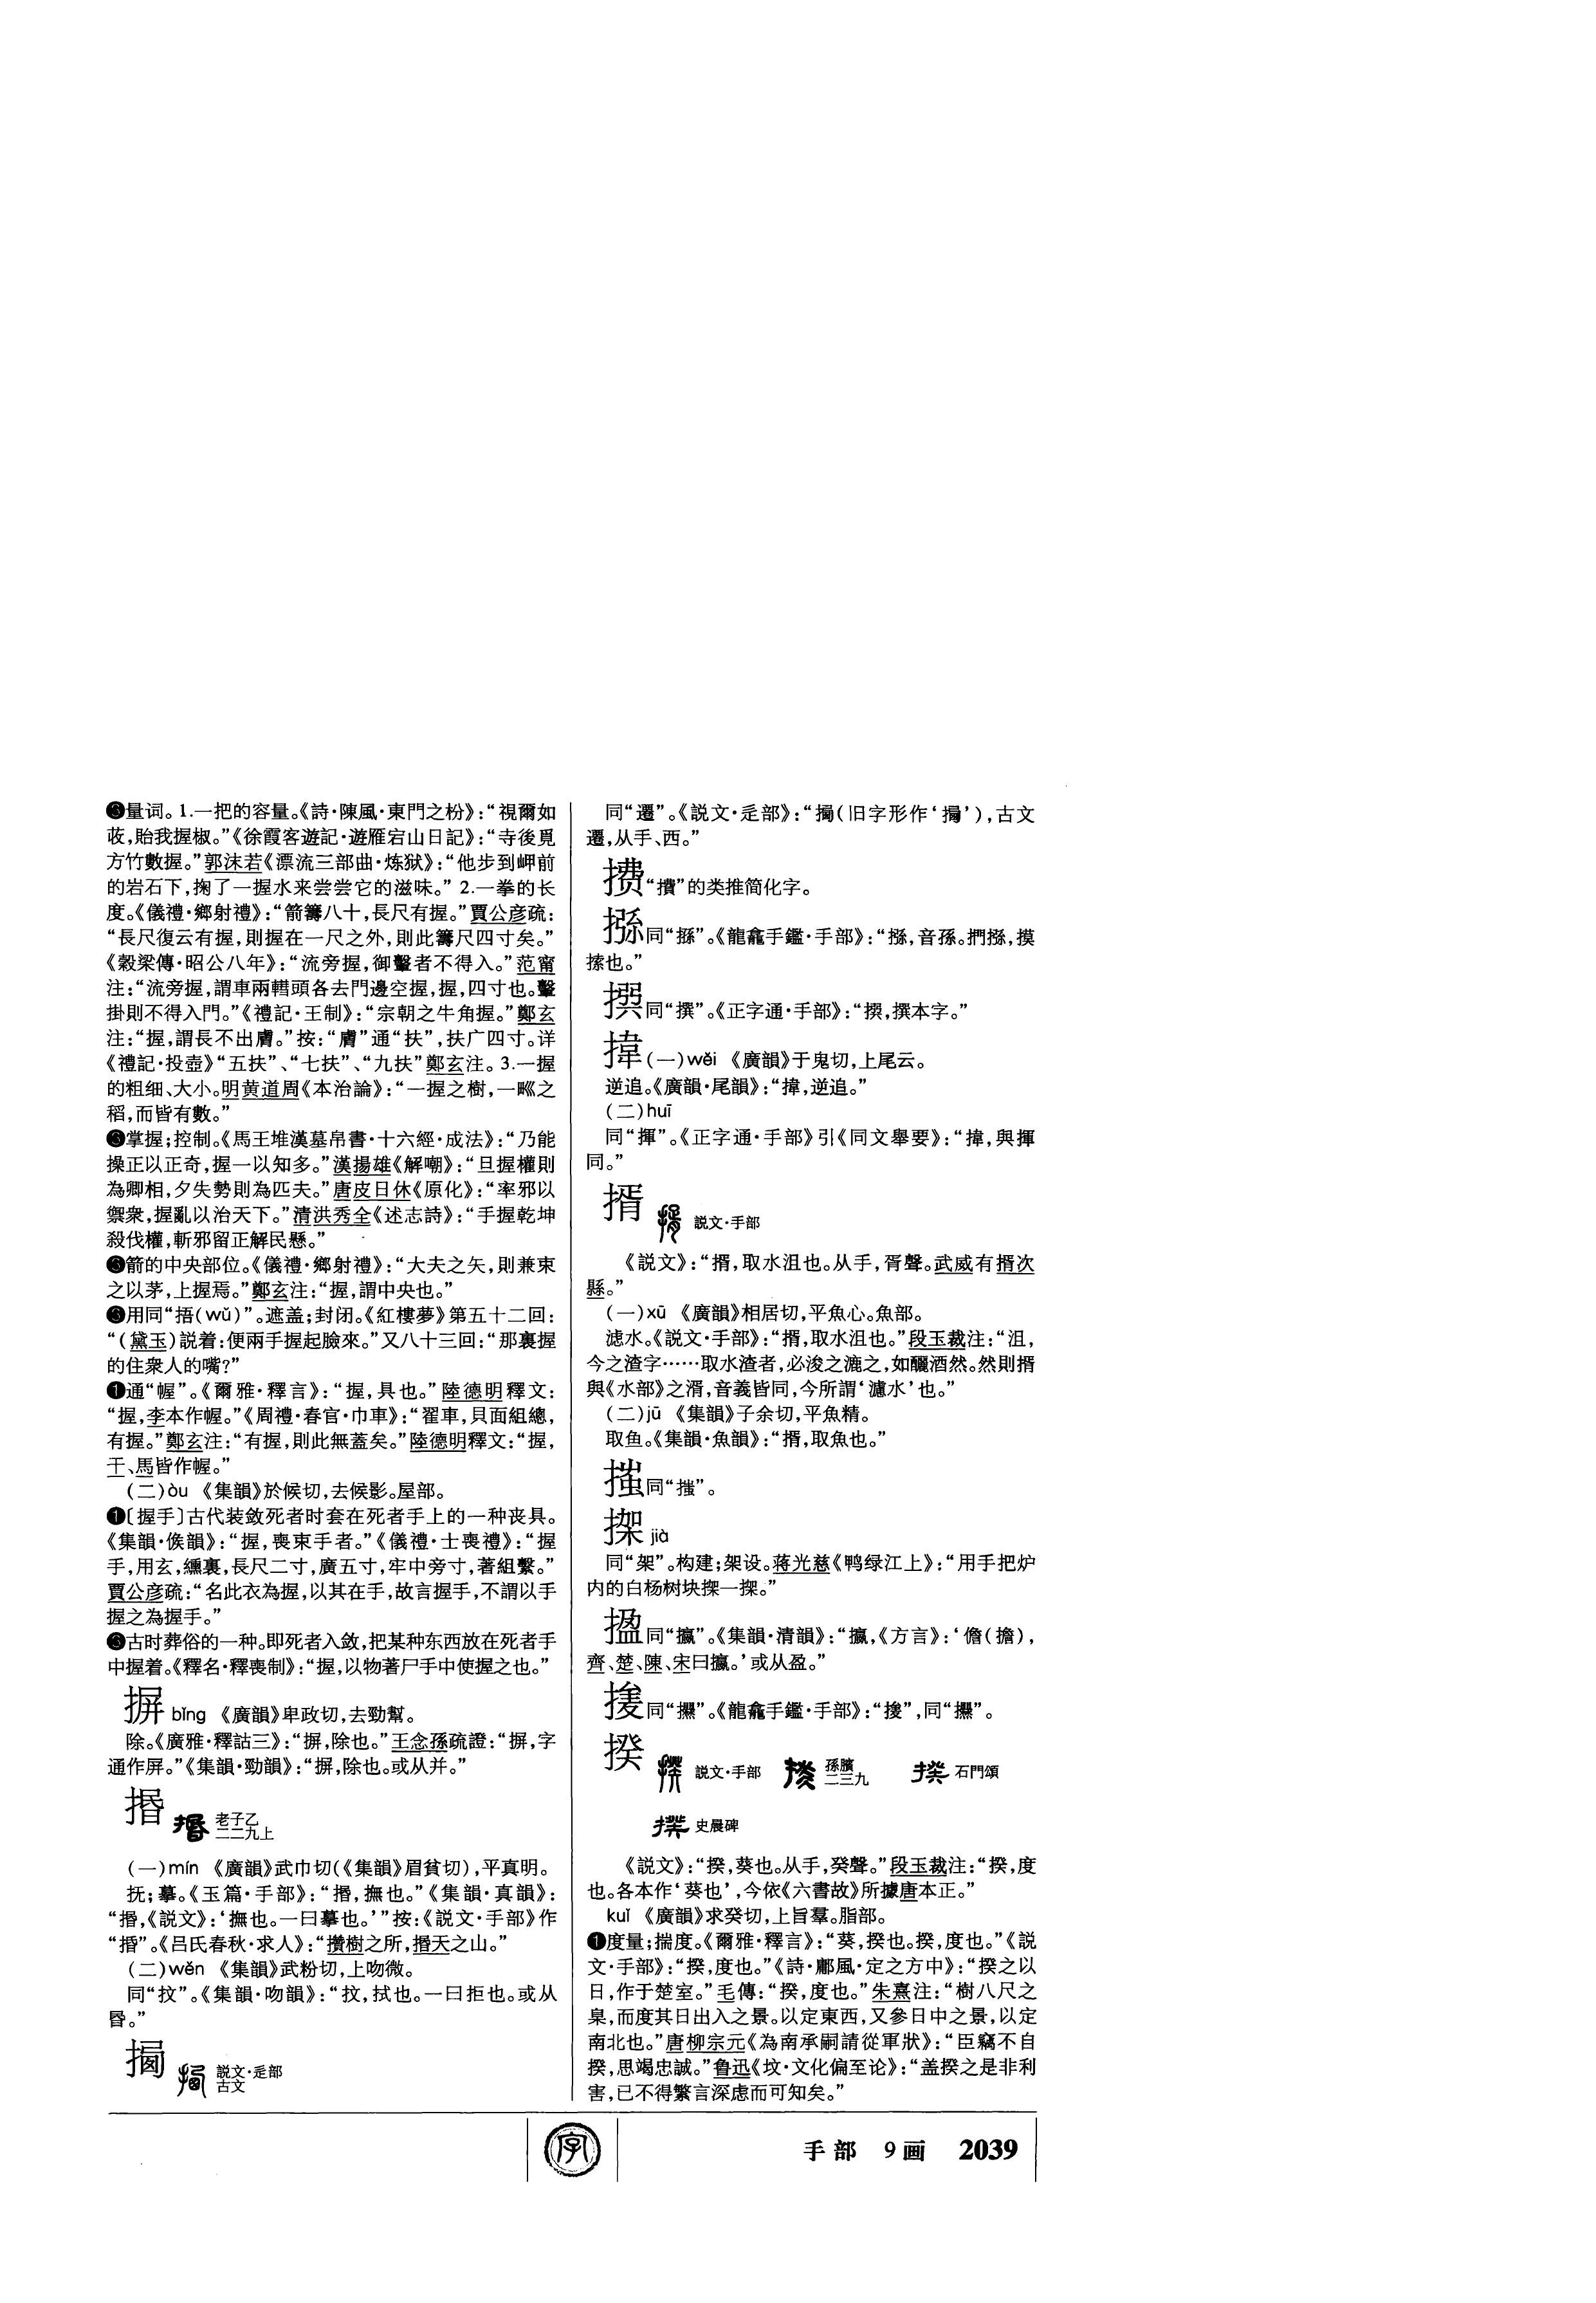 量词。1.一把的容量。《詩·陳風·東門之枌》：“視爾如
荍，貽我握椒。”《徐霞客遊記·遊雁宕山日記》：“寺後覓
方竹數握。”郭沫若《漂流三部曲·炼狱》：“他步到岬前
的岩石下，掬了一握水来尝尝它的滋味。” 2.一拳的长
度。《儀禮·鄉射禮》：“箭籌八十，長尺有握。”賈公彦疏：
“長尺復云有握，則握在一尺之外，則此籌尺四寸矣。”
《穀梁傳·昭公八年》：“流旁握，御轚者不得入。”范甯
注：“流旁握，謂車兩轊頭各去門邊空握，握，四寸也。轚
掛則不得入門。”《禮記·王制》：“宗朝之牛角握。”鄭玄
注：“握，謂長不出膚。”按：“膚”通“扶”，扶广四寸。详
《禮記·投壺》“五扶”、“七扶”、“九扶”鄭玄注。3.一握
的粗细、大小。明黄道周《本治論》：“一握之樹，一甽之
稻，而皆有數。”
掌握；控制。《馬王堆漢墓帛書·十六經·成法》：“乃能
操正以正奇，握一以知多。”漢揚雄《解嘲》：“旦握權則
為卿相，夕失勢則為匹夫。”唐皮日休《原化》：“率邪以
禦衆，握亂以治天下。”清洪秀全《述志詩》：“手握乾坤
殺伐權，斬邪留正解民懸。”
箭的中央部位。《儀禮·鄉射禮》：“大夫之矢，則兼束
之以茅，上握焉。”鄭玄注：“握，謂中央也。”
用同“捂(wǔ)”。遮盖；封闭。《紅樓夢》第五十二回：
“(黛玉)説着：便兩手握起臉來。”又八十三回：“那裏握
的住衆人的嘴?”
❶通“幄”。《爾雅·釋言》：“握，具也。”陸德明釋文：
“握，李本作幄。”《周禮·春官·巾車》：“翟車，貝面組總，
有握。”鄭玄注：“有握，則此無蓋矣。”陸德明釋文：“握，
干、馬皆作幄。”
(二)òu 《集韻》於候切，去候影。屋部。
❶〔握手〕古代装敛死者时套在死者手上的一种丧具。
《集韻·候韻》：“握，喪束手者。”《儀禮·士喪禮》：“握
手，用玄，纁裏，長尺二寸，廣五寸，牢中旁寸，著組繫。”
賈公彦疏：“名此衣為握，以其在手，故言握手，不謂以手
握之為握手。”
古时葬俗的一种。即死者入敛，把某种东西放在死者手
中握着。《釋名·釋喪制》：“握，以物著尸手中使握之也。”
摒 bǐng 《廣韻》卑政切，去勁幫。
除。《廣雅·釋詁三》：“摒，除也。”王念孫疏證：“摒，字
通作屏。”《集韻·勁韻》：“摒，除也。或从并。”
揗 老子乙
二二九上
(一)mín 《廣韻》武巾切(《集韻》眉貧切)，平真明。
抚；摹。《玉篇·手部》：“捪，撫也。”《集韻·真韻》：
“捪，《説文》：‘撫也。一曰摹也。’”按：《説文·手部》作
“捪”。《吕氏春秋·求人》：“攢樹之所，捪天之山。”
(二)wěn 《集韻》武粉切，上吻微。
同“抆”。《集韻·吻韻》：“抆，拭也。一曰拒也。或从
昬。”
説文·辵部
古文
同“遷”。《説文·辵部》：“㧢(旧字形作‘㧢’)，古文
遷，从手、西。”
“攢”的类推简化字。
同“搎”。《龍龕手鑑·手部》：“搎，音孫。捫搎，摸
搎也。”
同“撰”。《正字通·手部》：“撰，撰本字。”
揻 (一)wěi 《廣韻》于鬼切，上尾云。
逆追。《廣韻·尾韻》：“揻，逆追。”
(二)huī
同“揮”。《正字通·手部》引《同文舉要》：“揻，與揮
同。”
揟 説文·手部
《説文》：“揟，取水沮也。从手，胥聲。武威有揟次
縣。”
(一)xū 《廣韻》相居切，平魚心。魚部。
滤水。《説文·手部》：“揟，取水沮也。”段玉裁注：“沮，
今之渣字……取水渣者，必浚之漉之，如釃酒然。然則揟
與《水部》之湑，音義皆同，今所謂‘濾水’也。”
(二)jū 《集韻》子余切，平魚精。
取鱼。《集韻·魚韻》：“揟，取魚也。”
同“搥”。
jià
同“架”。构建；架设。蒋光慈《鸭绿江上》：“用手把炉
内的白杨树块㨔一㨔。”
同“攍”。《集韻·清韻》：“攍，《方言》：‘儋(擔)，
齊、楚、陳、宋曰攍。’或从盈。”
同“攥”。《龍龕手鑑·手部》：“㨮”，同“攥”。
揆 説文·手部 孫臏
二三九 石門頌
史晨碑
《説文》：“揆，葵也。从手，癸聲。”段玉裁注：“揆，度
也。各本作‘葵也’，今依《六書故》所據唐本正。”
kuǐ 《廣韻》求癸切，上旨羣。脂部。
❶度量；揣度。《爾雅·釋言》：“葵，揆也。揆，度也。”《説
文·手部》：“揆，度也。”《詩·鄘風·定之方中》：“揆之以
日，作于楚室。”毛傳：“揆，度也。”朱熹注：“樹八尺之
臬，而度其日出入之景。以定東西，又參日中之景，以定
南北也。”唐柳宗元《為南承嗣請從軍狀》：“臣竊不自
揆，思竭忠誠。”鲁迅《坟·文化偏至论》：“盖揆之是非利
害，已不得繁言深虑而可知矣。”
字 手部 9画 2039